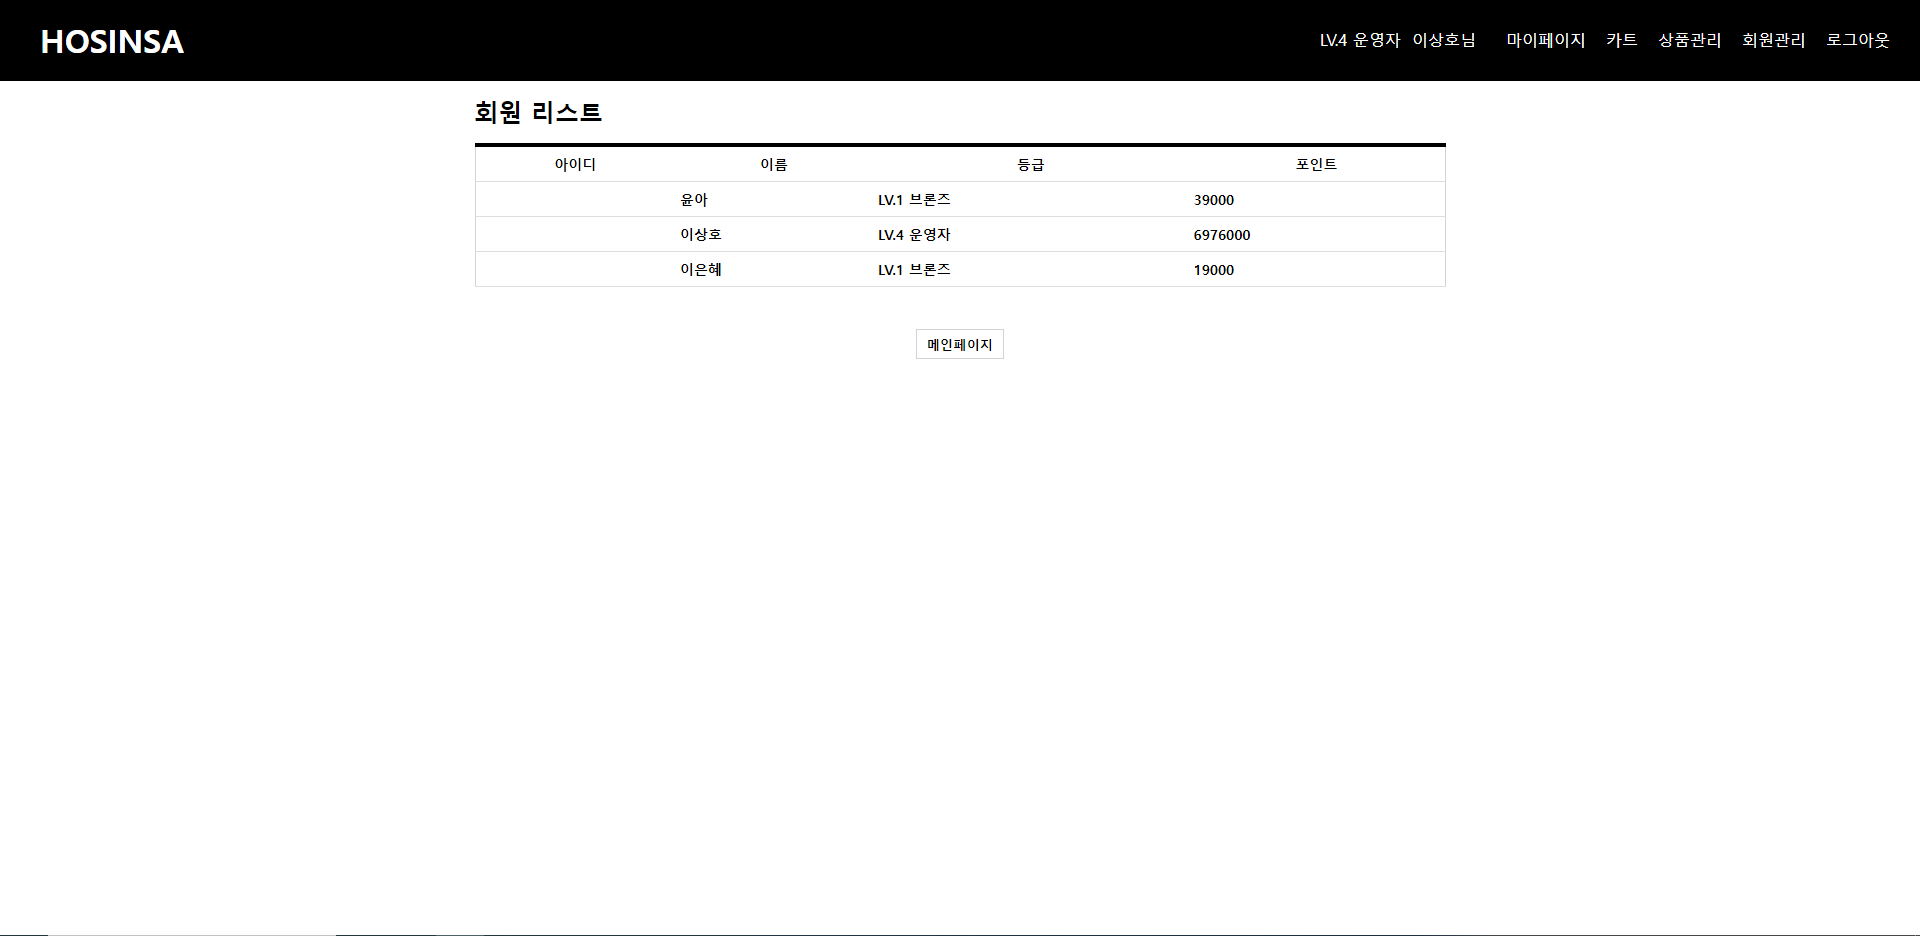 HOSINSA LV.4 운영자 이상호님 마이페이지 카트 상품관리 회원관리 로그아웃
회원 리스트
아이디 이름 등급 포인트
윤아 LV.1 브론즈 39000
이상호 LV.4 운영자 6976000
이은혜 LV.1 브론즈 19000
메인페이지